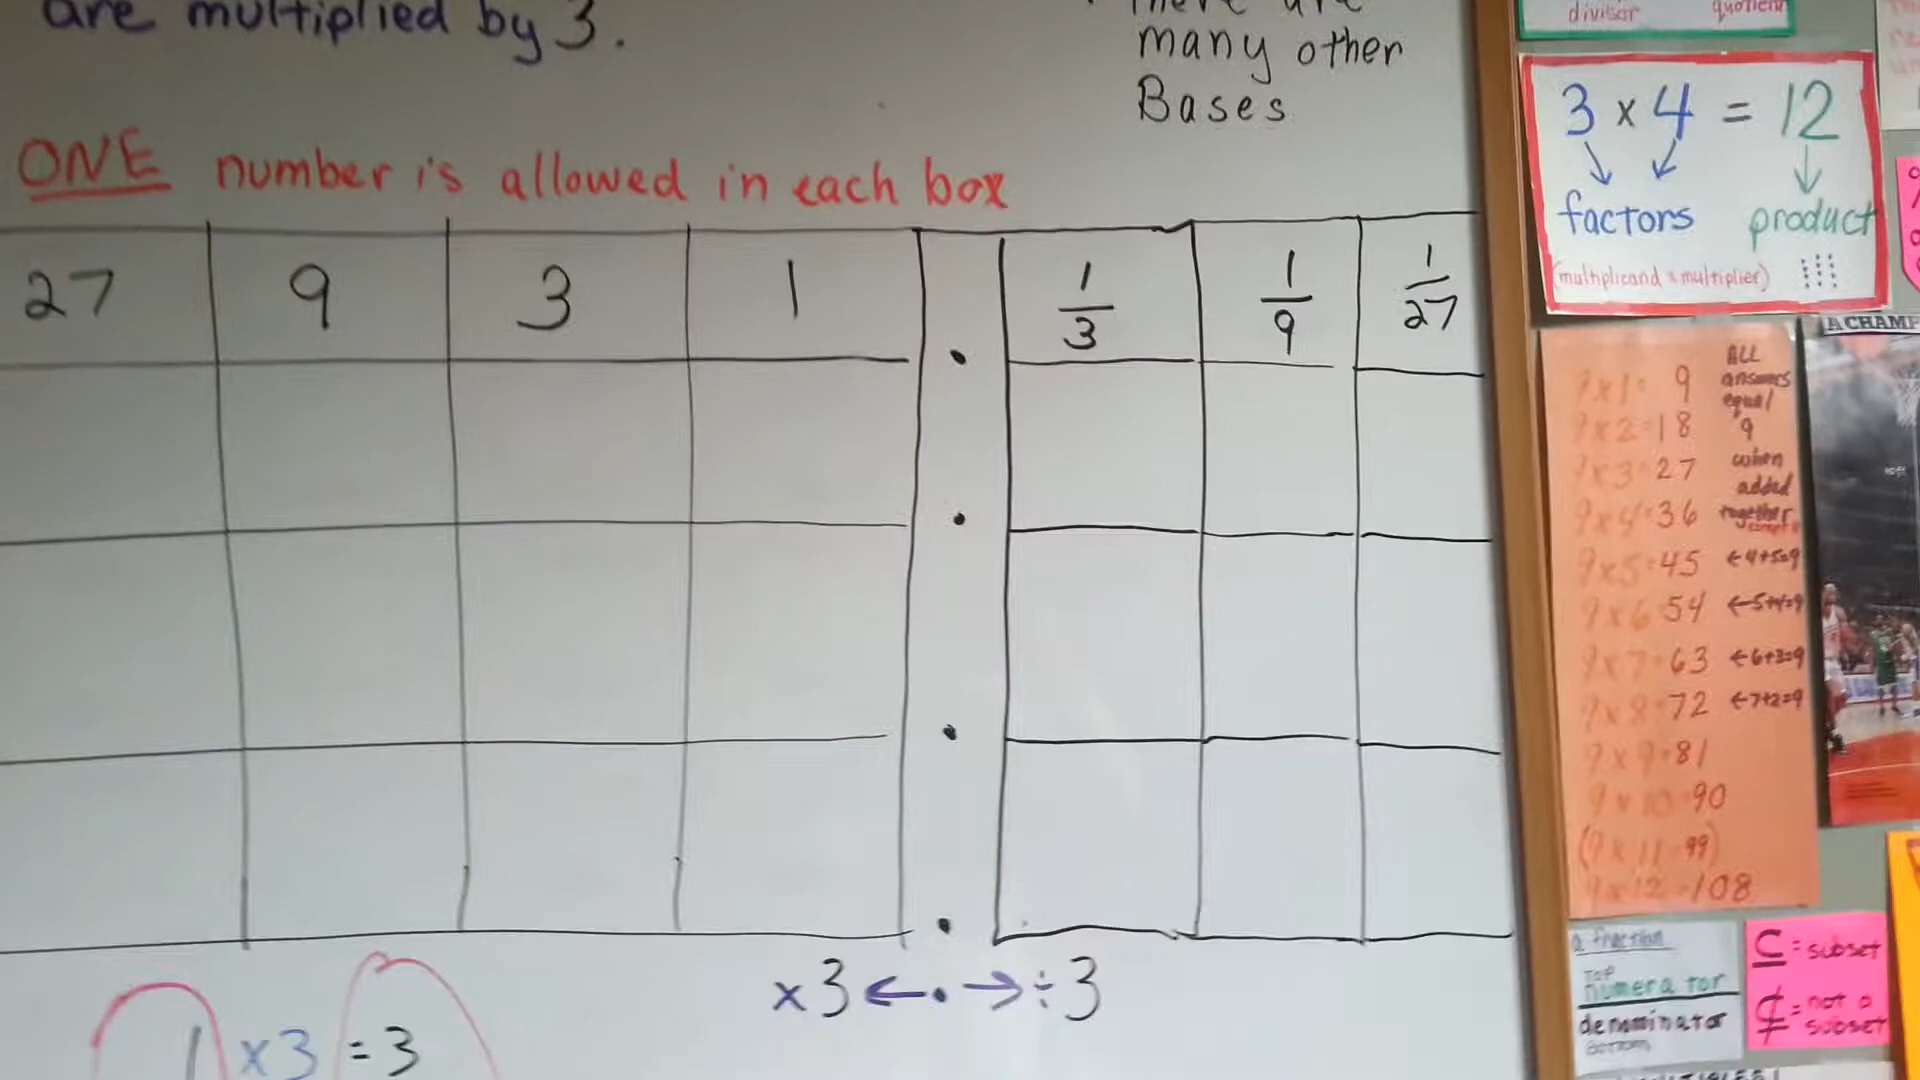 are multiplied by 3.
There are
many other
Bases
ONE number is allowed in each box
27 9 3 1 . 1/3 1/9 1/27
x3 ← . → ÷3
1 x3 = 3
divisor quotient
3 x 4 = 12
factors product
(multiplicand x multiplier)
A CHAMP
9x1= 9
9x2=18
9x3=27
9x4=36
9x5=45 ←4+5=9
9x6=54 ←5+4=9
9x7=63 ←6+3=9
9x8=72 ←7+2=9
9x9=81
9x10=90
(9x11=99)
9x12=108
ALL
answers
equal
9
when
added
together
a fraction
TOP
numerator
denominator
BOTTOM
⊆ = subset
⊄ = not a
subset